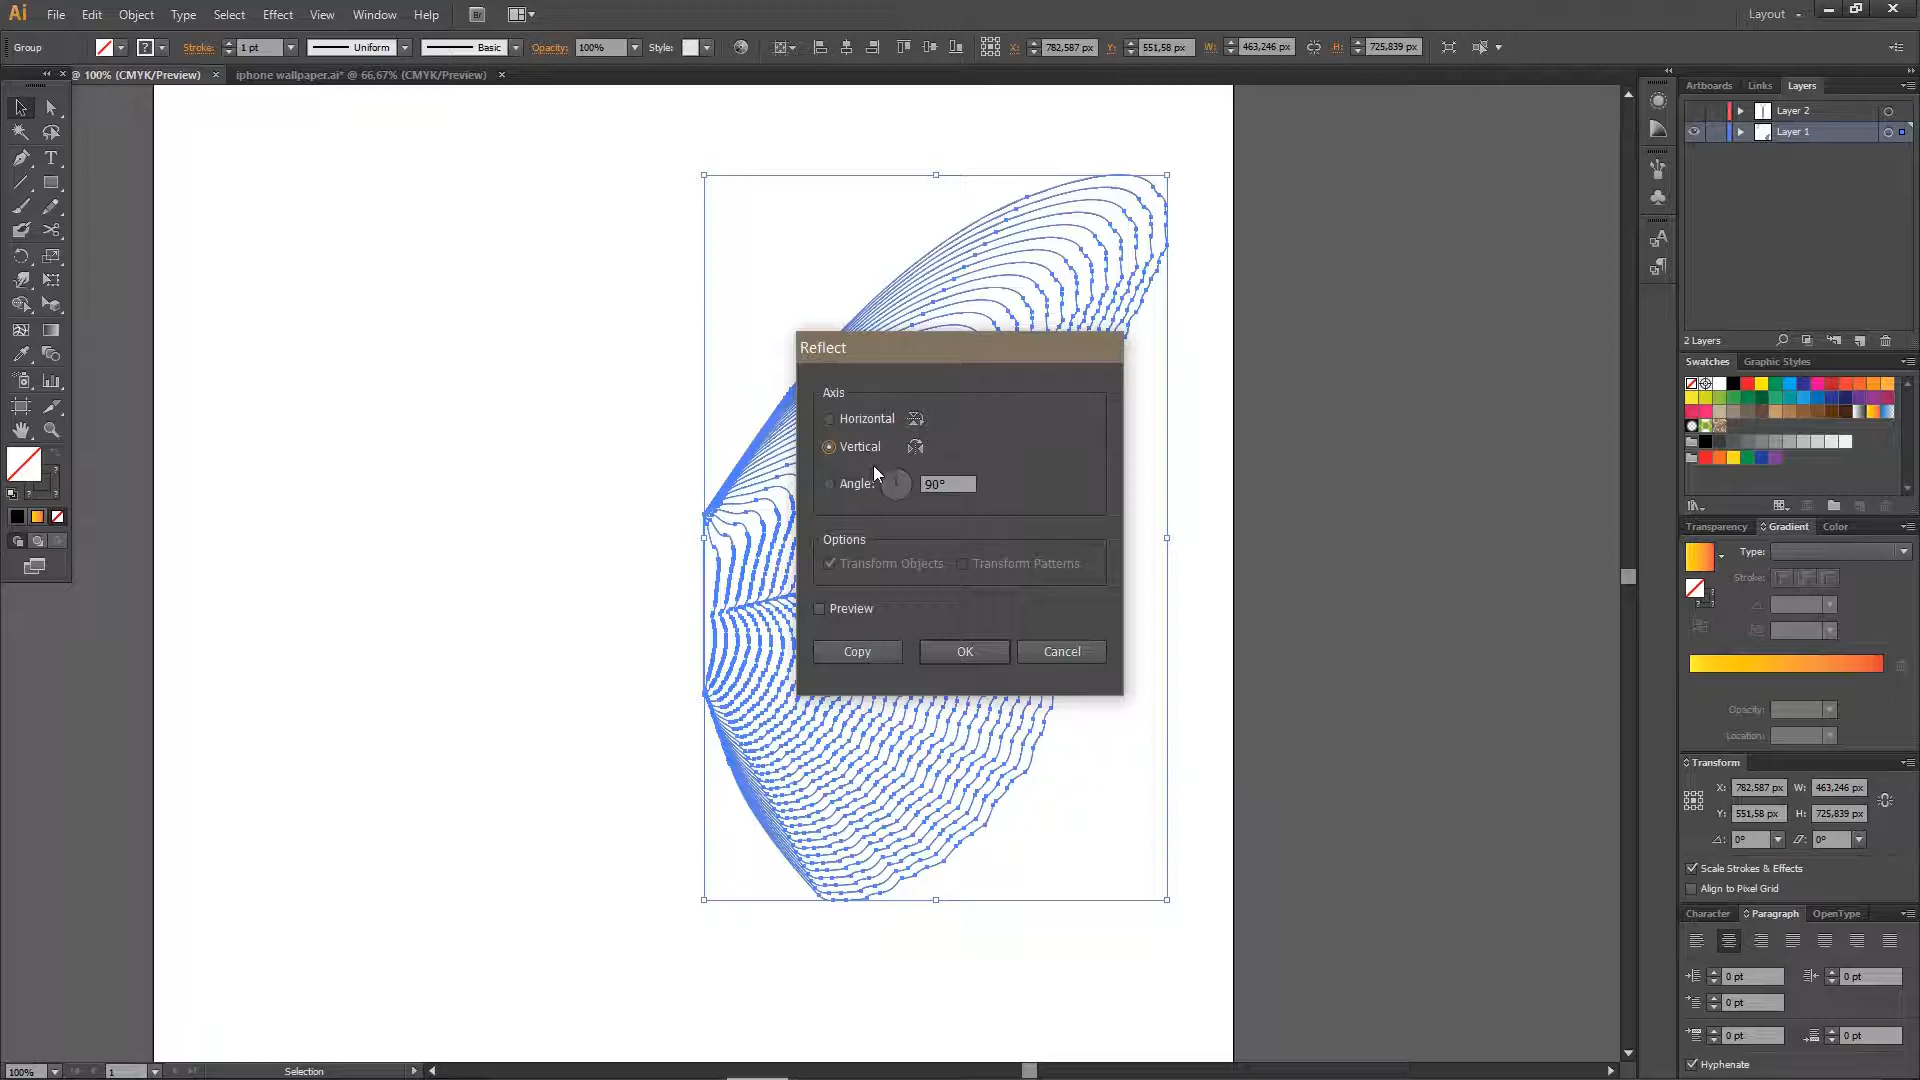 Ai File Edit Object Type Select Effect View Window Help Br Layout
Group Stroke: 1 pt Uniform Basic Opacity: 100% Style: X: 782,587 px Y: 551,58 px W: 463,246 px H: 725,839 px
@ 100% (CMYK/Preview) × iphone wallpaper.ai* @ 66,67% (CMYK/Preview) ×
Artboards Links Layers
Layer 2
Layer 1
2 Layers
Swatches Graphic Styles
Transparency Gradient Color
Type:
Stroke:
Opacity:
Location:
Transform
X: 782,587 px W: 463,246 px
Y: 551,58 px H: 725,839 px
0° 0°
Scale Strokes & Effects
Align to Pixel Grid
Character Paragraph OpenType
0 pt 0 pt
0 pt
0 pt 0 pt
Hyphenate
Reflect
Axis
Horizontal
Vertical
Angle: 90°
Options
Transform Objects Transform Patterns
Preview
Copy OK Cancel
100% 1 Selection